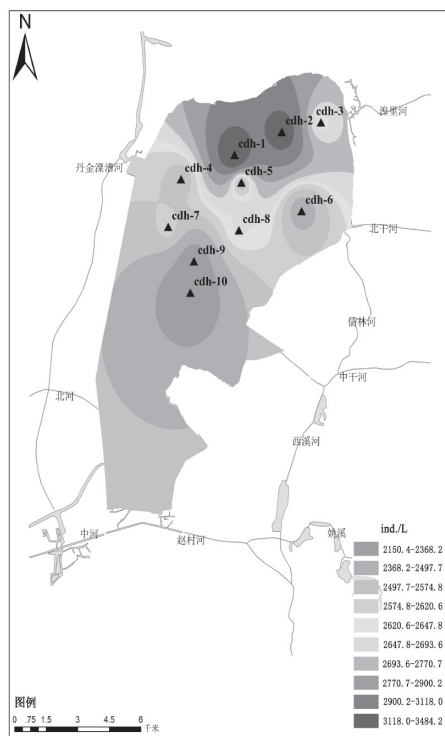 N
cdh-3
湟里河
cdh-2
cdh-1
丹金溧漕河
cdh-4
cdh-5
cdh-6
cdh-7
cdh-8
北干河
cdh-9
cdh-10
儒林河
中干河
北河
西溪河
中河
赵村河
姚溪
ind./L
2150.4-2368.2
2368.2-2497.7
2497.7-2574.8
2574.8-2620.6
2620.6-2647.8
2647.8-2693.6
2693.6-2770.7
2770.7-2900.2
2900.2-3118.0
3118.0-3484.2
图例
0 .75 1.5 3 4.5 6
千米